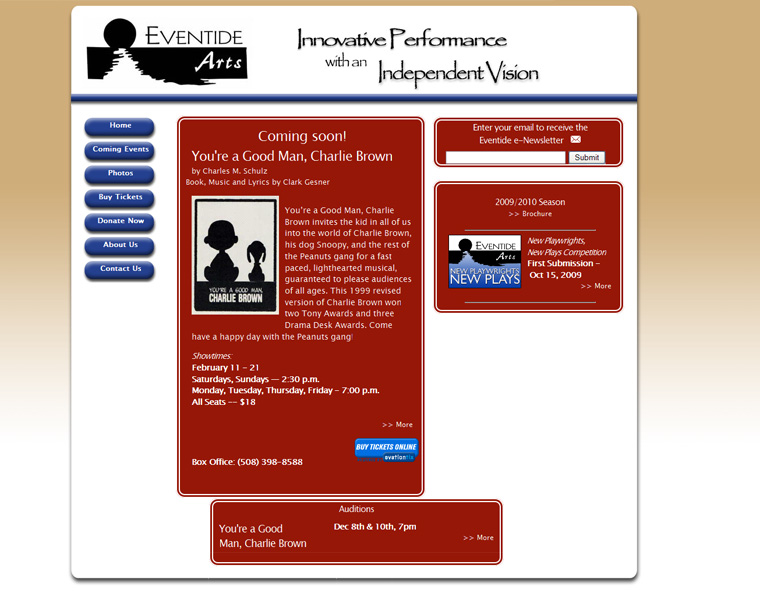 EVENTIDE
Arts
Innovative Performance
with an
Independent Vision
Home
Coming Events
Photos
Buy Tickets
Donate Now
About Us
Contact Us
Coming soon!
You're a Good Man, Charlie Brown
by Charles M. Schulz
Book, Music and Lyrics by Clark Gesner
YOU'RE A GOOD MAN,
CHARLIE BROWN
You're a Good Man, Charlie
Brown invites the kid in all of us
into the world of Charlie Brown,
his dog Snoopy, and the rest of
the Peanuts gang for a fast
paced, lighthearted musical,
guaranteed to please audiences
of all ages. This 1999 revised
version of Charlie Brown won
two Tony Awards and three
Drama Desk Awards. Come
have a happy day with the Peanuts gang!
Showtimes:
February 11 - 21
Saturdays, Sundays — 2:30 p.m.
Monday, Tuesday, Thursday, Friday - 7:00 p.m.
All Seats -- $18
>> More
BUY TICKETS ONLINE
ovationtix
Box Office: (508) 398-8588
Enter your email to receive the
Eventide e-Newsletter
Submit
2009/2010 Season
>> Brochure
EVENTIDE
Arts
NEW PLAYWRIGHTS
NEW PLAYS
New Playwrights,
New Plays Competition
First Submission -
Oct 15, 2009
>> More
Auditions
You're a Good
Man, Charlie Brown
Dec 8th & 10th, 7pm
>> More